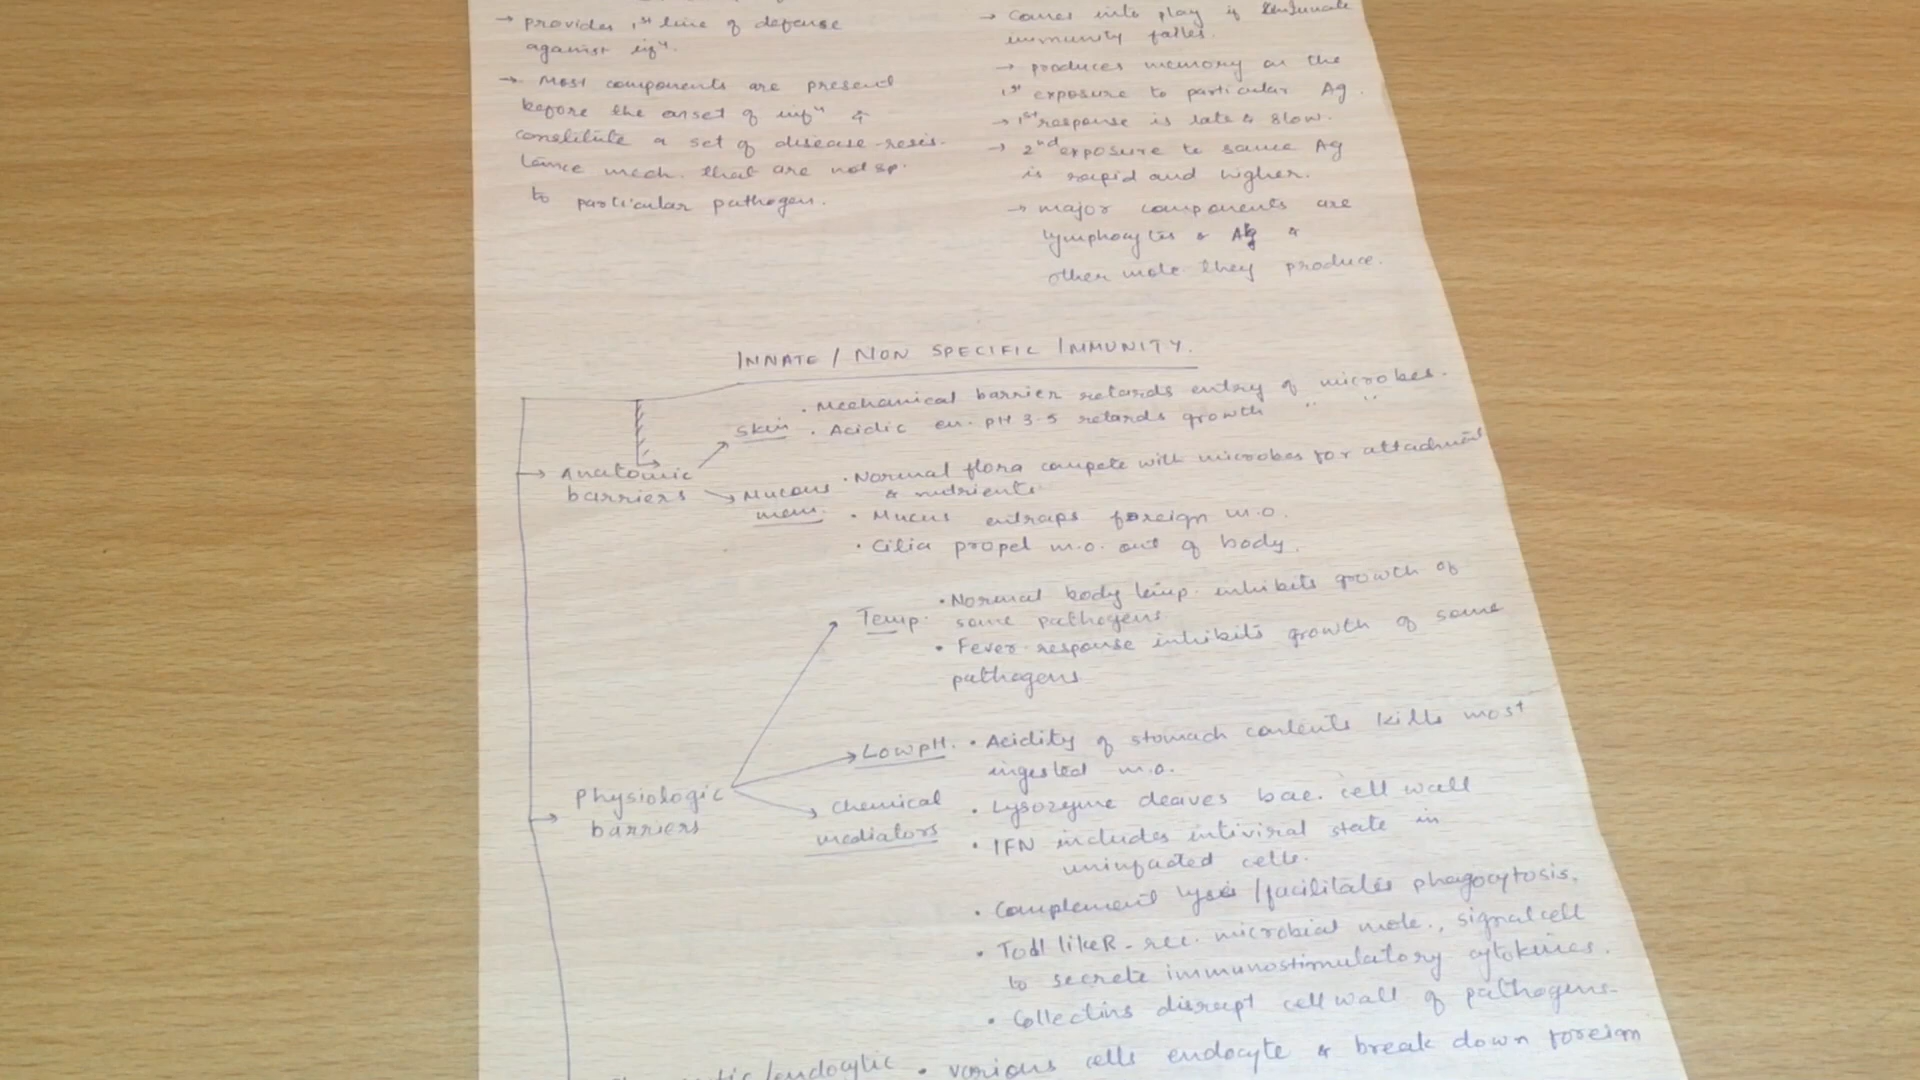 → provides 1st line of defense
against infn.
→ Most components are present
before the onset of infn &
constitute a set of disease-resis-
tance mech. that are not sp.
to particular pathogen.
→ Comes into play if innate
immunity failes.
→ produces memory on the
1st exposure to particular Ag.
→ 1st response is late & slow.
→ 2nd exposure to same Ag
is rapid and higher.
→ major components are
lymphocytes & Ag &
other mole they produce.
INNATE / NON SPECIFIC IMMUNITY.
Anatomic
barriers
Skin
• Mechanical barrier retards entry of microbes.
• Acidic en. pH 3-5 retards growth " "
Mucous
mem.
• Normal flora compete with microbes for attachment
& nutrients
• Mucus entraps foreign m.o.
• Cilia propel m.o. out of body.
Physiologic
barriers
Temp.
• Normal body temp. inhibits growth of
some pathogens
• Fever response inhibits growth of some
pathogens
Low pH.
• Acidity of stomach contents kills most
ingested m.o.
Chemical
mediators
• Lysozyme cleaves bac. cell wall
• IFN includes intiviral state in
uninfacted cells.
• Complement lyse /facilitates phagocytosis.
• Toll like R - rec. microbial mole., signal cell
to secrete immunostimulatory cytokines.
• Collectins disrupt cell wall of pathogens.
/endocytic
• various cells endocyte & break down foreign